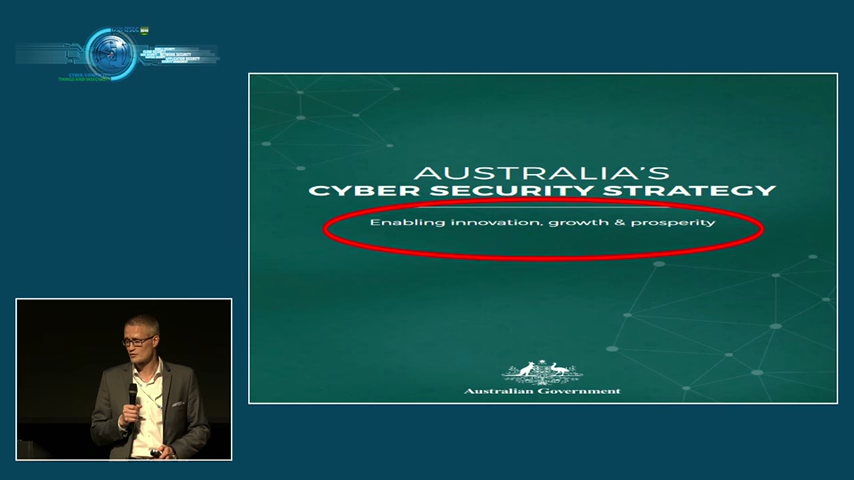 AUSTRALIA'S
CYBER SECURITY STRATEGY
Enabling innovation, growth & prosperity
Australian Government